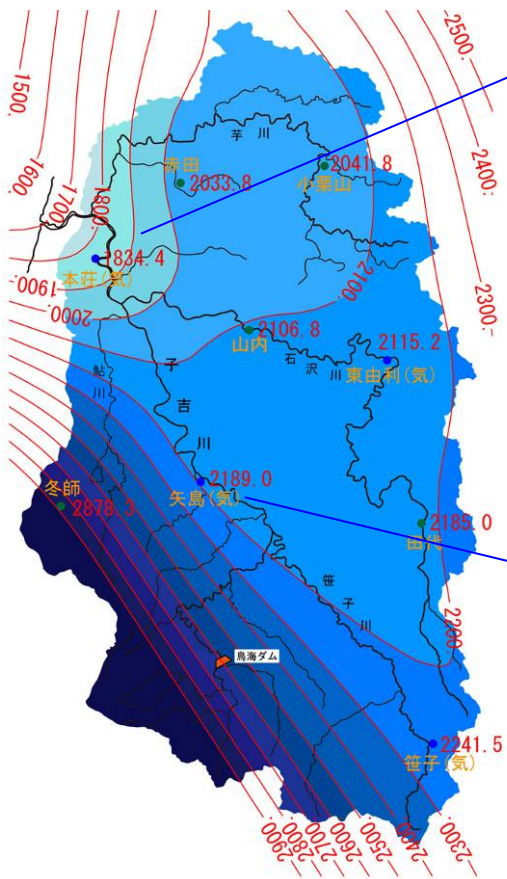 1500.
1600.
1700.
1800.
1900.
2000.
2500.
2400.
2300.
2100.
芋川
赤田
2033.8
2041.8
小栗山
1834.4
本荘(気)
2106.8
山内
石沢川
2115.2
東由利(気)
鮎川
子吉川
2189.0
矢島(気)
冬師
2878.3
2185.0
田代
笹子川
2200
鳥海ダム
2241.5
笹子(気)
2900.
2800.
2700.
2600.
2500.
2400.
2300.